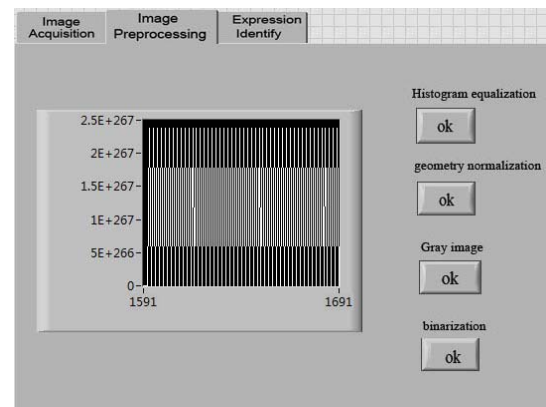 Image
Acquisition
Image
Preprocessing
Expression
Identify
Histogram equalization
ok
geometry normalization
ok
Gray image
ok
binarization
ok
2.5E+267-
2E+267-
1.5E+267-
1E+267-
5E+266-
0-
1591
1691